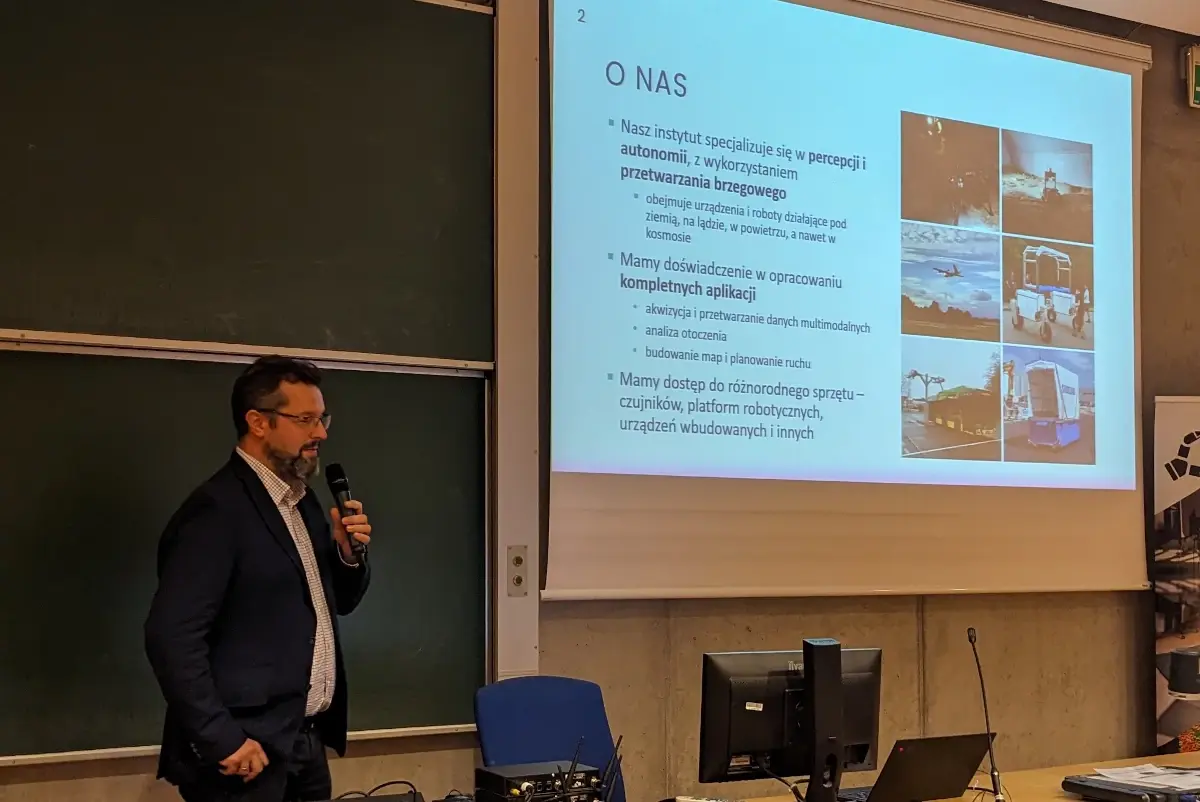 2
O NAS
Nasz instytut specjalizuje się w percepcji i
autonomii, z wykorzystaniem
przetwarzania brzegowego
obejmuje urządzenia i roboty działające pod
ziemią, na lądzie, w powietrzu, a nawet w
kosmosie
Mamy doświadczenie w opracowaniu
kompletnych aplikacji
akwizycja i przetwarzanie danych multimodalnych
analiza otoczenia
budowanie map i planowanie ruchu
Mamy dostęp do różnorodnego sprzętu –
czujników, platform robotycznych,
urządzeń wbudowanych i innych